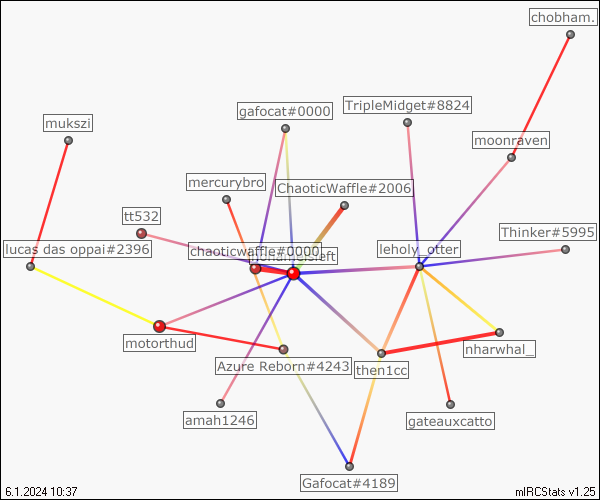 chobham.
TripleMidget#8824
gafocat#0000
mukszi
moonraven
mercurybro
ChaoticWaffle#2006
tt532
Thinker#5995
lucas das oppai#2396
chaoticwaffle#0000
leholy_otter
motorthud
nharwhal_
Azure Reborn#4243
then1cc
amah1246
gateauxcatto
Gafocat#4189
6.1.2024 10:37
mIRCStats v1.25